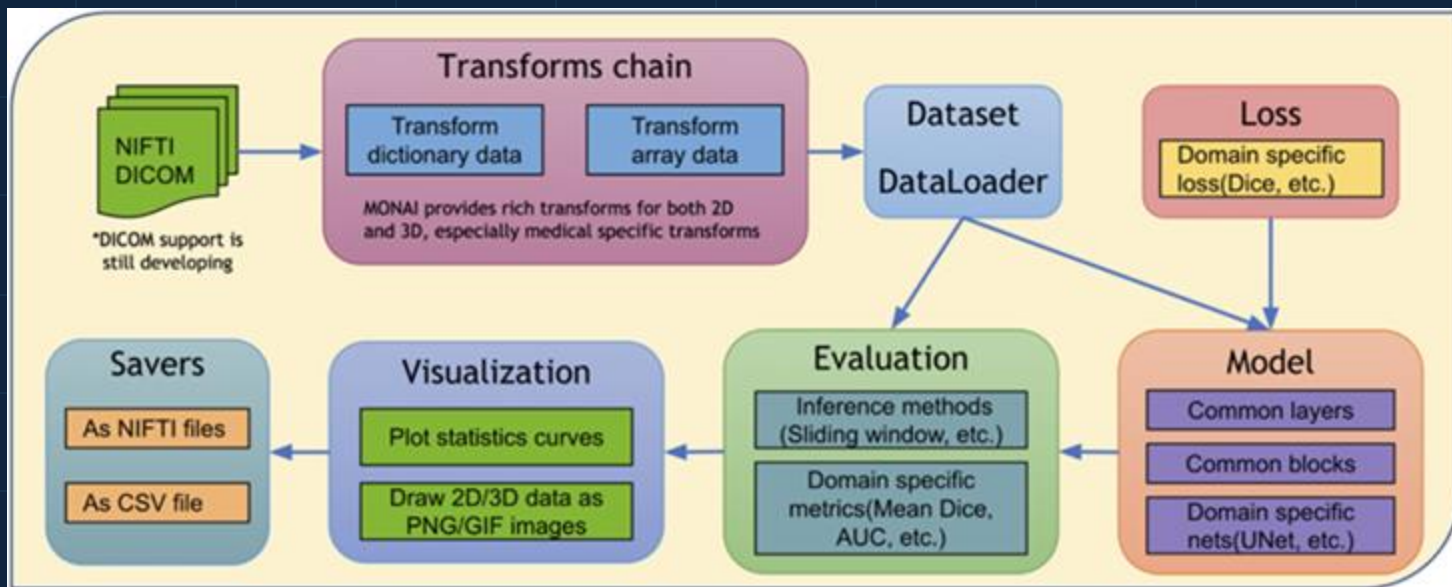 NIFTI
DICOM
*DICOM support is
still developing
Transforms chain
Transform
dictionary data
Transform
array data
MONAI provides rich transforms for both 2D
and 3D, especially medical specific transforms
Dataset
DataLoader
Loss
Domain specific
loss(Dice, etc.)
Savers
As NIFTI files
As CSV file
Visualization
Plot statistics curves
Draw 2D/3D data as
PNG/GIF images
Evaluation
Inference methods
(Sliding window, etc.)
Domain specific
metrics(Mean Dice,
AUC, etc.)
Model
Common layers
Common blocks
Domain specific
nets(UNet, etc.)